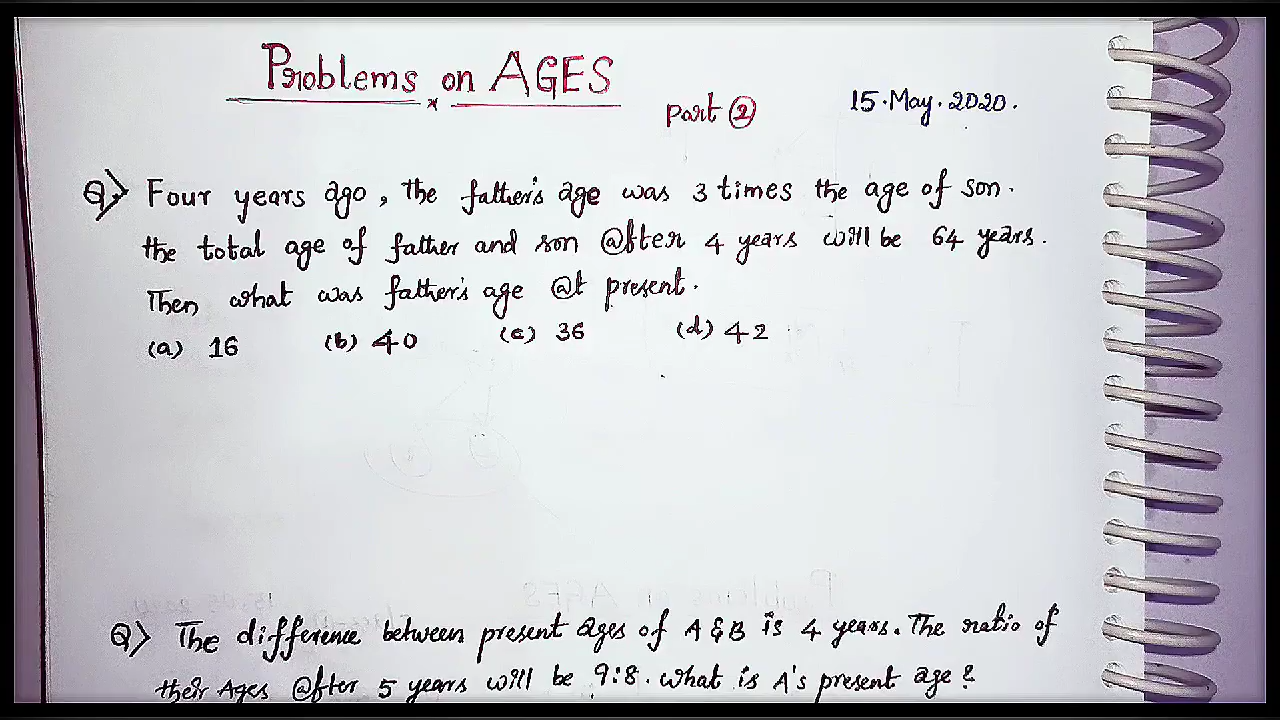 Problems on AGES
Part ②
15.May.2020.
Q) Four years ago, the father's age was 3 times the age of son.
the total age of father and son @fter 4 years will be 64 years.
Then what was father's age @t present.
(a) 16 (b) 40 (c) 36 (d) 42
Q) The difference between present ages of A & B is 4 years. The ratio of
their Ages @fter 5 years will be 9:8. what is A's present age?